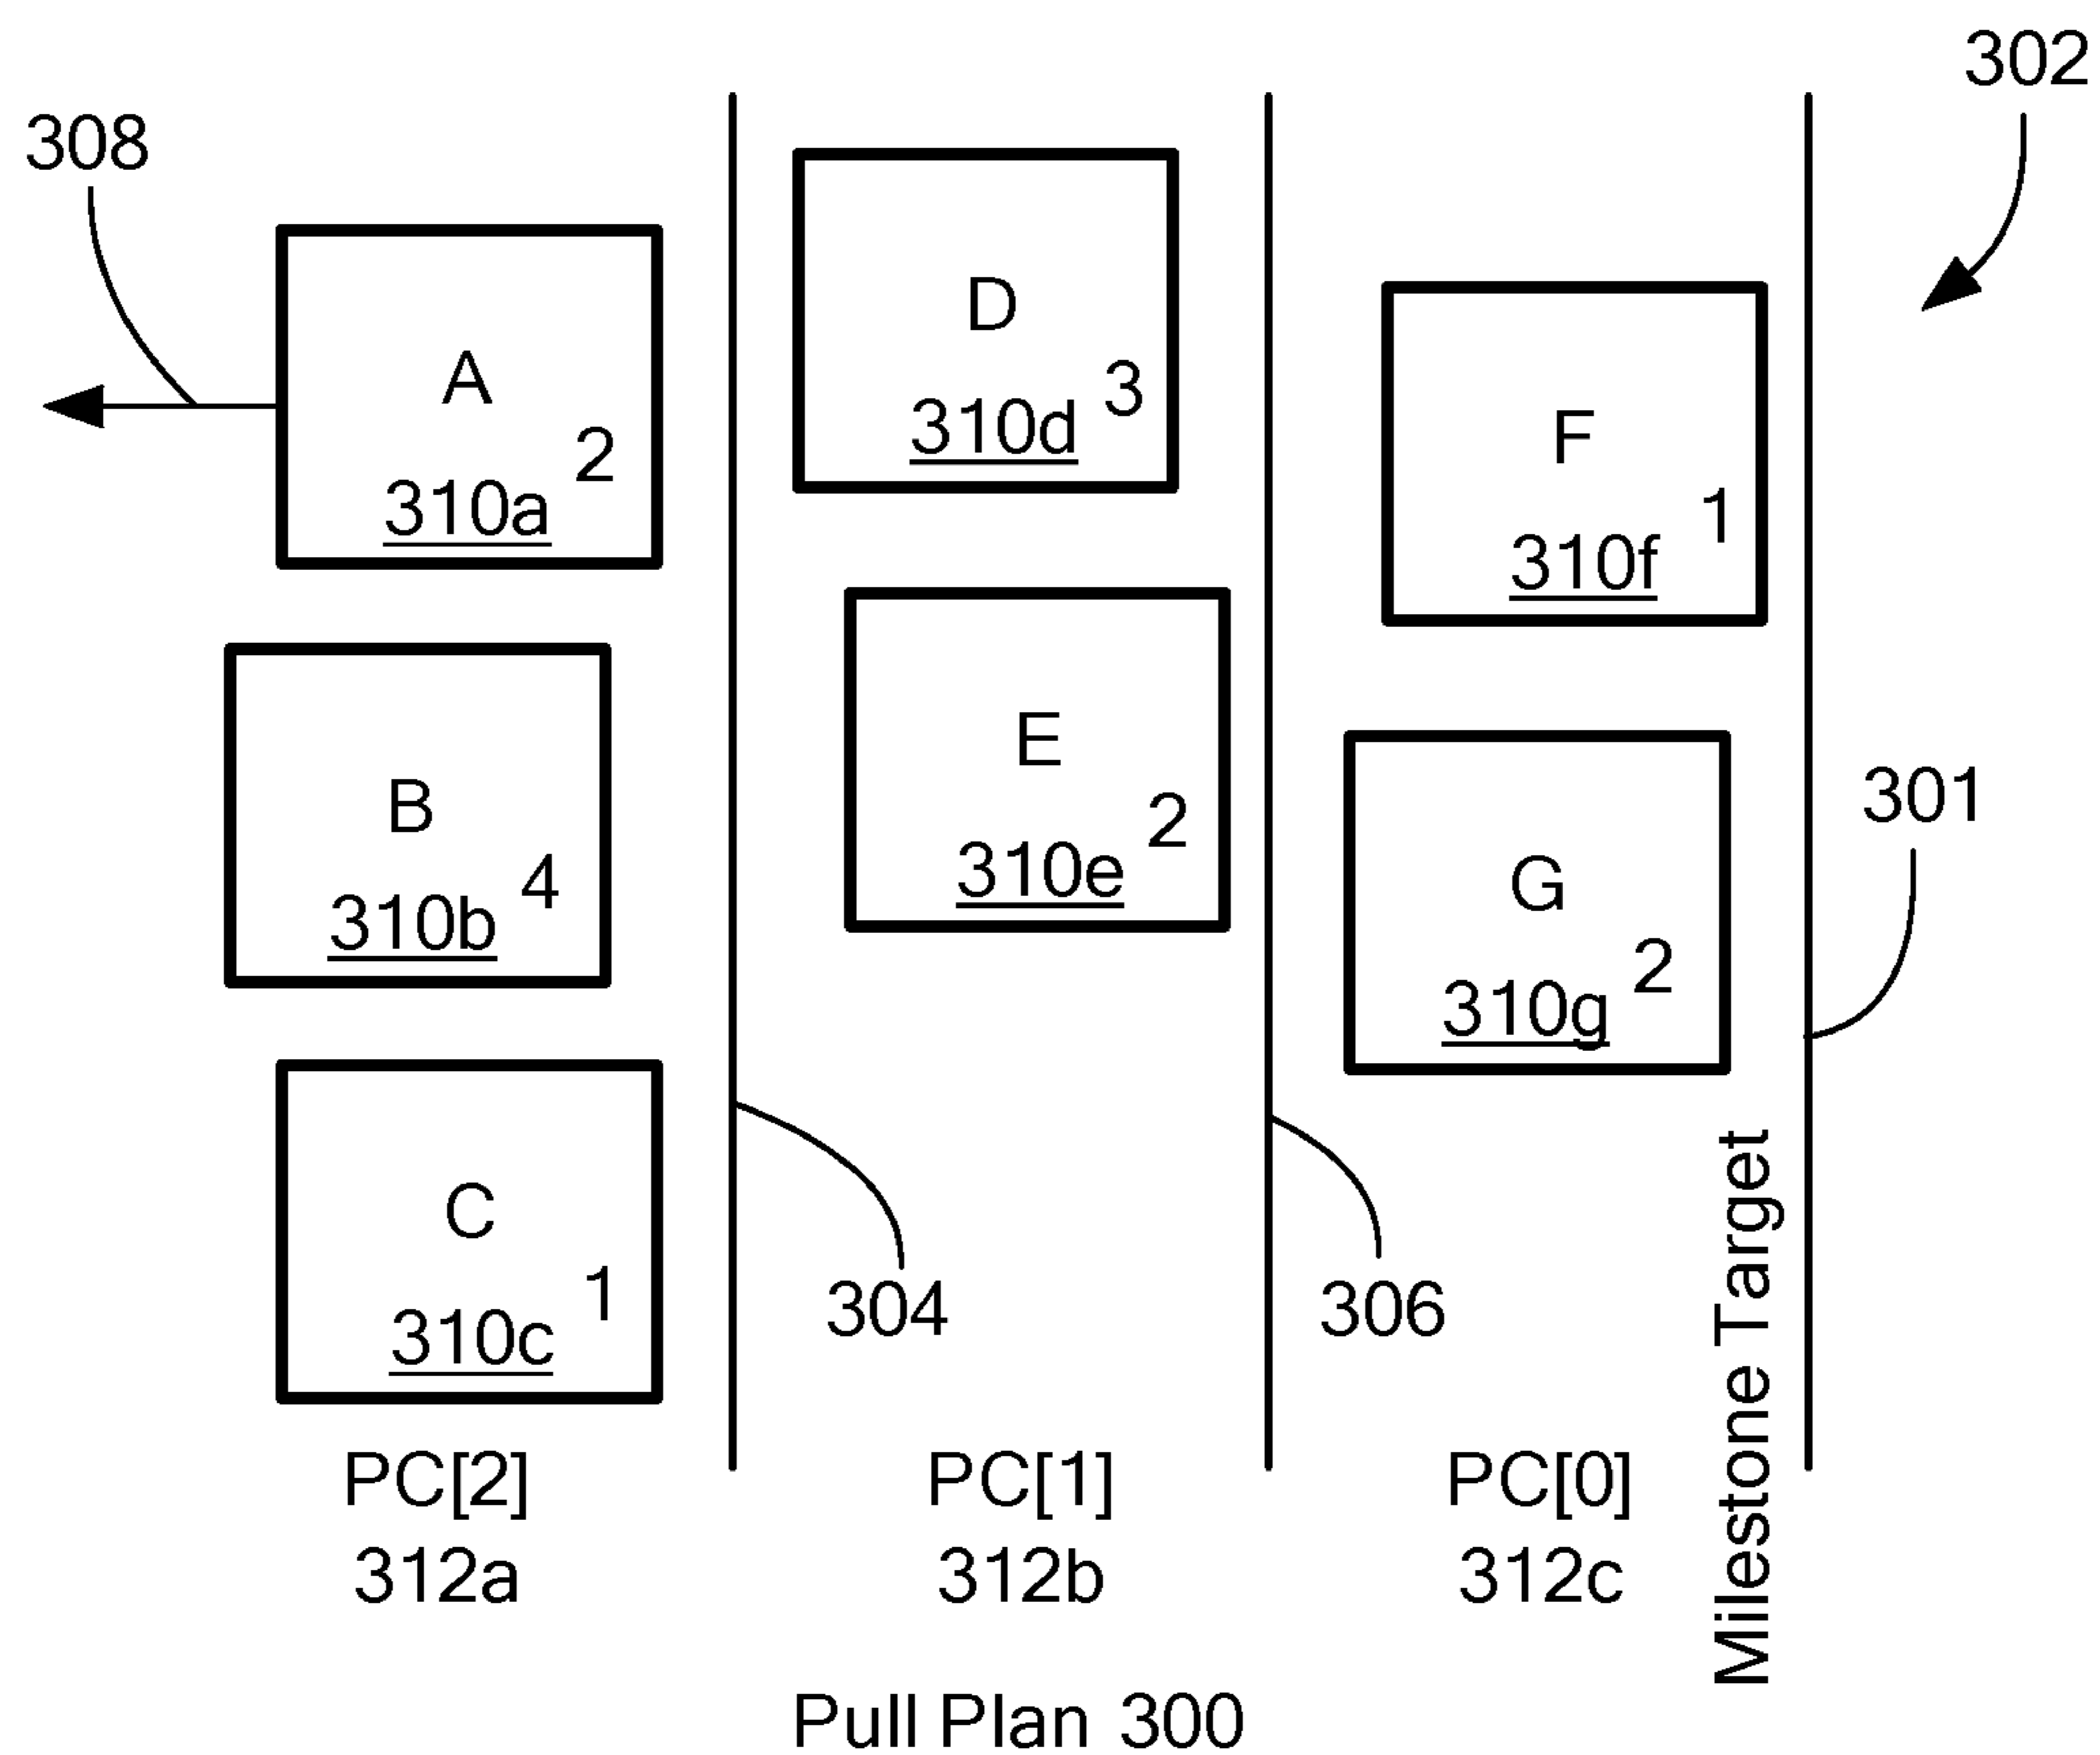 302
308
A
2
310a
D
3
310d
F
1
310f
B
4
310b
E
2
310e
G
2
310g
301
C
1
310c
304
306
Milestone Target
PC[2]
312a
PC[1]
312b
PC[0]
312c
Pull Plan 300